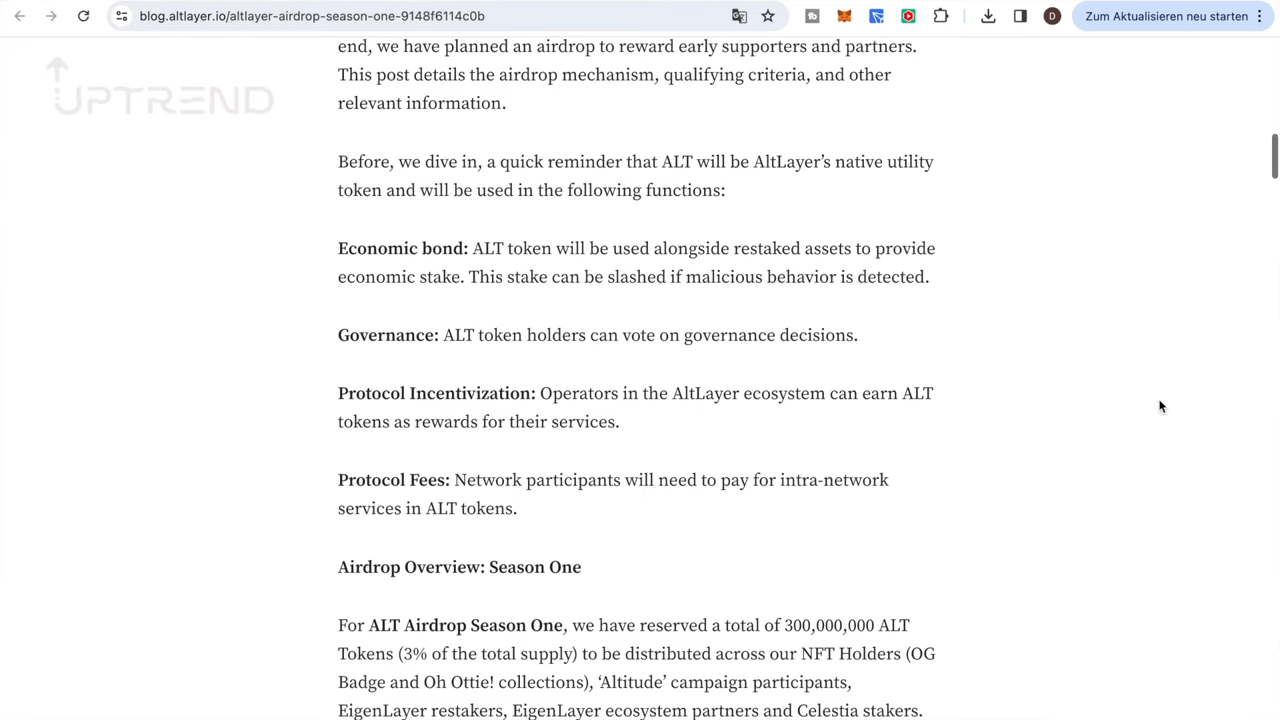 blog.altlayer.io/altlayer-airdrop-season-one-9148f6114c0b
D
Zum Aktualisieren neu starten
UPTREND
end, we have planned an airdrop to reward early supporters and partners.
This post details the airdrop mechanism, qualifying criteria, and other
relevant information.
Before, we dive in, a quick reminder that ALT will be AltLayer’s native utility
token and will be used in the following functions:
Economic bond: ALT token will be used alongside restaked assets to provide
economic stake. This stake can be slashed if malicious behavior is detected.
Governance: ALT token holders can vote on governance decisions.
Protocol Incentivization: Operators in the AltLayer ecosystem can earn ALT
tokens as rewards for their services.
Protocol Fees: Network participants will need to pay for intra-network
services in ALT tokens.
Airdrop Overview: Season One
For ALT Airdrop Season One, we have reserved a total of 300,000,000 ALT
Tokens (3% of the total supply) to be distributed across our NFT Holders (OG
Badge and Oh Ottie! collections), ‘Altitude’ campaign participants,
EigenLayer restakers, EigenLayer ecosystem partners and Celestia stakers.